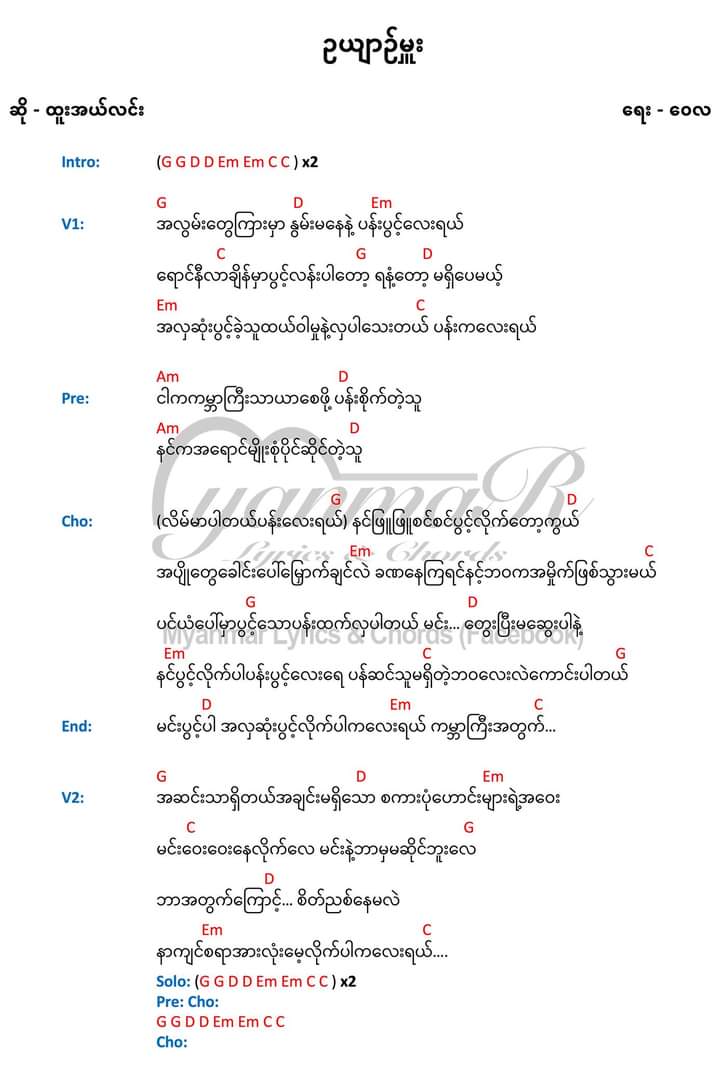 ဥယျာဉ်မှူး
ဆို - ထူးအယ်လင်း ရေး - ဝေလ
Intro: (G G D D Em Em C C ) x2
G D Em
V1: အလွမ်းတွေကြားမှာ နွမ်းမနေနဲ့ ပန်းပွင့်လေးရယ်
C G D
ရောင်နီလာချိန်မှာပွင့်လန်းပါတော့ ရနံ့တော့ မရှိပေမယ့်
Em C
အလှဆုံးပွင့်ခဲ့သူထယ်ဝါမှုနဲ့လှပါသေးတယ် ပန်းကလေးရယ်
Am D
Pre: ငါကကမ္ဘာကြီးသာယာစေဖို့ ပန်းစိုက်တဲ့သူ
Am D
နင်ကအရောင်မျိုးစုံပိုင်ဆိုင်တဲ့သူ
G D
Cho: (လိမ်မာပါတယ်ပန်းလေးရယ်) နင်ဖြူဖြူစင်စင်ပွင့်လိုက်တော့ကွယ်
Em C
အပျိုတွေခေါင်းပေါ်မြှောက်ချင်လဲ ခဏနေကြရင်နင့်ဘဝကအမှိုက်ဖြစ်သွားမယ်
G D
ပင်ယံပေါ်မှာပွင့်သောပန်းထက်လှပါတယ် မင်း... တွေးပြီးမဆွေးပါနဲ့
Em C G
နင်ပွင့်လိုက်ပါပန်းပွင့်လေးရေ ပန်ဆင်သူမရှိတဲ့ဘဝလေးလဲကောင်းပါတယ်
D Em C
End: မင်းပွင့်ပါ အလှဆုံးပွင့်လိုက်ပါကလေးရယ် ကမ္ဘာကြီးအတွက်...
G D Em
V2: အဆင်းသာရှိတယ်အချင်းမရှိသော စကားပုံဟောင်းများရဲ့အဝေး
C G
မင်းဝေးဝေးနေလိုက်လေ မင်းနဲ့ဘာမှမဆိုင်ဘူးလေ
D
ဘာအတွက်ကြောင့်... စိတ်ညစ်နေမလဲ
Em C
နာကျင်စရာအားလုံးမေ့လိုက်ပါကလေးရယ်....
Solo: (G G D D Em Em C C ) x2
Pre: Cho:
G G D D Em Em C C
Cho:
MyanmaR
Lyrics & Chords
Myanmar Lyrics & Chords (Facebook)